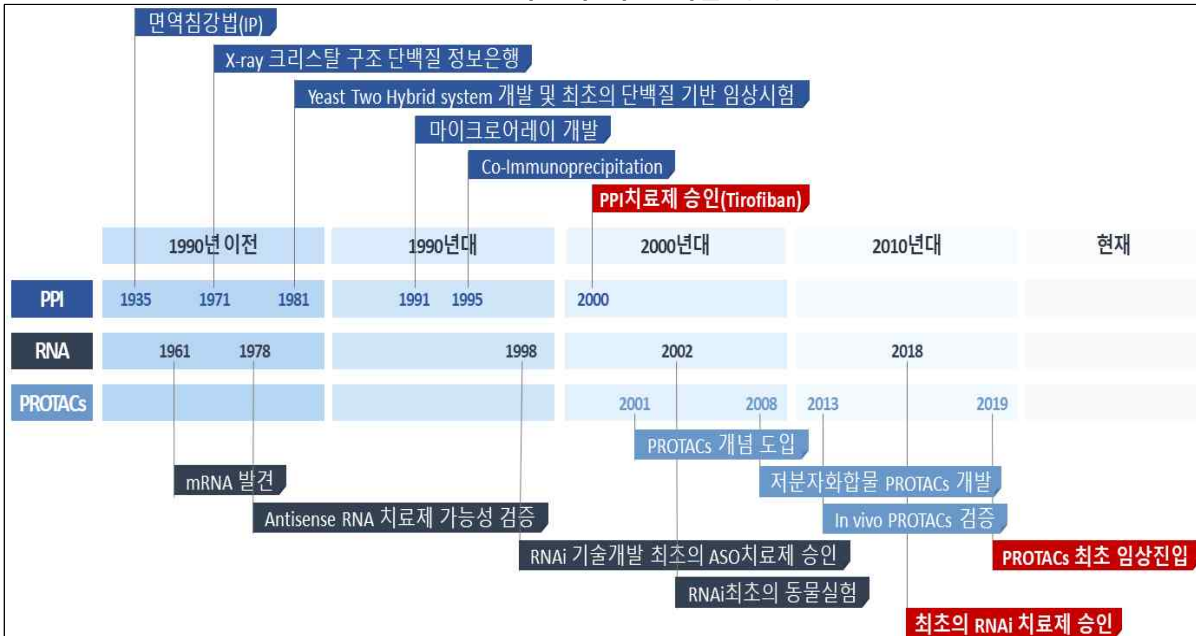 면역침강법(IP)
X-ray 크리스탈 구조 단백질 정보은행
Yeast Two Hybrid system 개발 및 최초의 단백질 기반 임상시험
마이크로어레이 개발
Co-Immunoprecipitation
PPI치료제 승인(Tirofiban)
1990년 이전 1990년대 2000년대 2010년대 현재
PPI 1935 1971 1981 1991 1995 2000
RNA 1961 1978 1998 2002 2018
PROTACs 2001 2008 2013 2019
PROTACs 개념 도입
mRNA 발견 저분자화합물 PROTACs 개발
Antisense RNA 치료제 가능성 검증 In vivo PROTACs 검증
RNAi 기술개발 최초의 ASO치료제 승인 PROTACs 최초 임상진입
RNAi최초의 동물실험
최초의 RNAi 치료제 승인